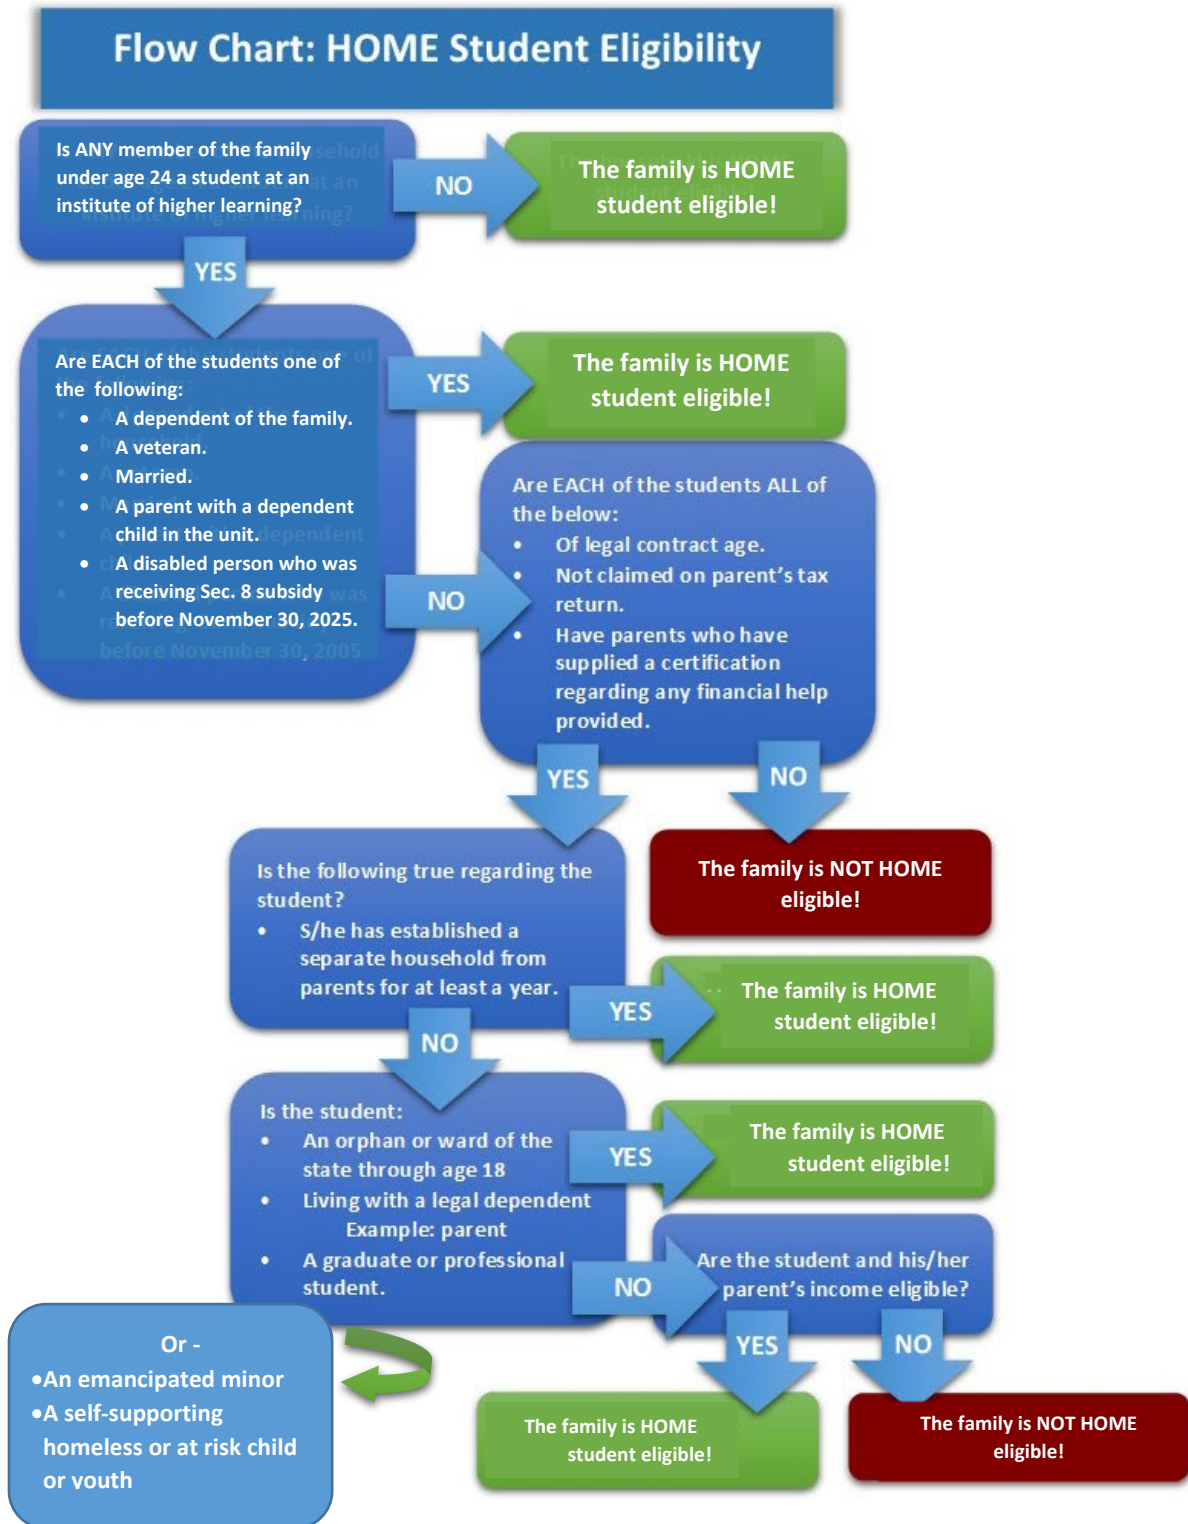 Flow Chart: HOME Student Eligibility
Is ANY member of the family
under age 24 a student at an
institute of higher learning?
NO
The family is HOME
student eligible!
YES
Are EACH of the students one of
the following:
• A dependent of the family.
• A veteran.
• Married.
• A parent with a dependent
child in the unit.
• A disabled person who was
receiving Sec. 8 subsidy
before November 30, 2025.
before November 30, 2005
YES
The family is HOME
student eligible!
NO
Are EACH of the students ALL of
the below:
• Of legal contract age.
• Not claimed on parent's tax
return.
• Have parents who have
supplied a certification
regarding any financial help
provided.
YES
NO
The family is NOT HOME
eligible!
Is the following true regarding the
student?
• S/he has established a
separate household from
parents for at least a year.
YES
The family is HOME
student eligible!
NO
Is the student:
• An orphan or ward of the
state through age 18
• Living with a legal dependent
Example: parent
• A graduate or professional
student.
YES
The family is HOME
student eligible!
NO
Are the student and his/her
parent's income eligible?
Or -
•An emancipated minor
•A self-supporting
homeless or at risk child
or youth
YES
NO
The family is HOME
student eligible!
The family is NOT HOME
eligible!